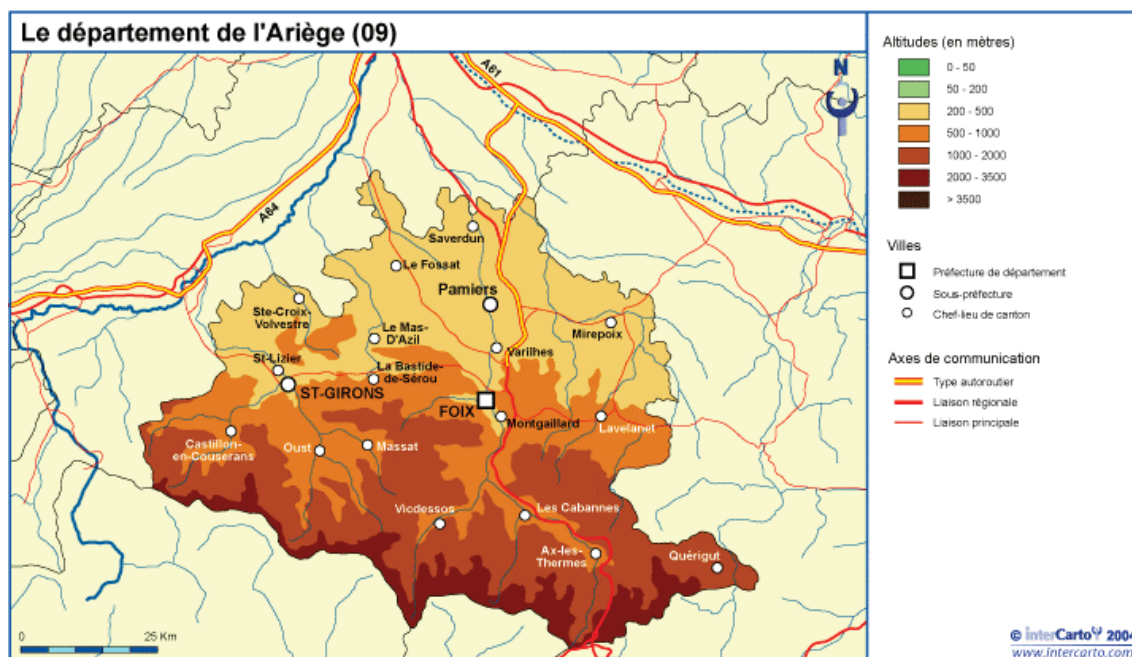 Le département de l'Ariège (09)
A61
A64
Saverdun
Le Fossat
Pamiers
Ste-Croix-
Volvestre
Le Mas-
D'Azil
Mirepoix
Varilhes
St-Lizier
La Bastide-
de-Sérou
ST-GIRONS
FOIX
Montgaillard
Lavelanet
Castillon-
en-Couserans
Oust
Massat
Vicdessos
Les Cabannes
Ax-les-
Thermes
Quérigut
0 25 Km
Altitudes (en mètres)
N
0 - 50
50 - 200
200 - 500
500 - 1000
1000 - 2000
2000 - 3500
> 3500
Villes
Préfecture de département
Sous-préfecture
Chef-lieu de canton
Axes de communication
Type autoroutier
Liaison régionale
Liaison principale
© interCarto 2004
www.intercarto.com